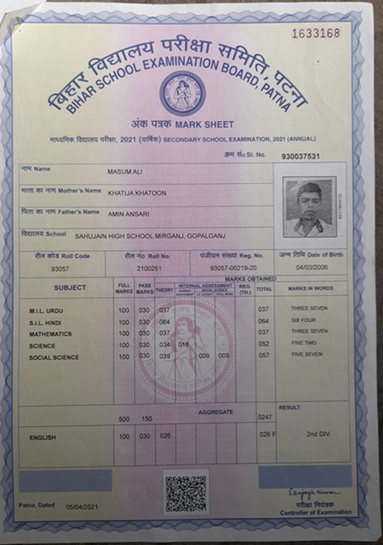 1633168
बिहार विद्यालय परीक्षा समिति, पटना
BIHAR SCHOOL EXAMINATION BOARD, PATNA
अंक पत्रक MARK SHEET
माध्यमिक विद्यालय परीक्षा, 2021 (वार्षिक) SECONDARY SCHOOL EXAMINATION, 2021 (ANNUAL)
क्रम सं० Sl. No. 930037531
नाम Name MASUM ALI
माता का नाम Mother's Name KHATIJA KHATOON
पिता का नाम Father's Name AMIN ANSARI
विद्यालय School SAHUJAIN HIGH SCHOOL MIRGANJ, GOPALGANJ
रौल कोड Roll Code रौल नं० Roll No. पंजीयन संख्या Reg. No. जन्म तिथि Date of Birth
93057 2100261 93057-00219-20 04/03/2006
MARKS OBTAINED
SUBJECT FULL MARKS PASS MARKS THEORY INTERNAL ASSESSMENT REG. (TH.) TOTAL MARKS IN WORDS
M.I.L. URDU 100 030 037 037 THREE SEVEN
S.I.L. HINDI 100 030 064 064 SIX FOUR
MATHEMATICS 100 030 037 037 THREE SEVEN
SCIENCE 100 030 034 018 052 FIVE TWO
SOCIAL SCIENCE 100 030 039 009 009 057 FIVE SEVEN
500 150 AGGREGATE 0247 RESULT
ENGLISH 100 030 026 026 F 2nd DIV.
Patna, Dated 05/04/2021
Sanjay Kumar
परीक्षा नियंत्रक
Controller of Examination